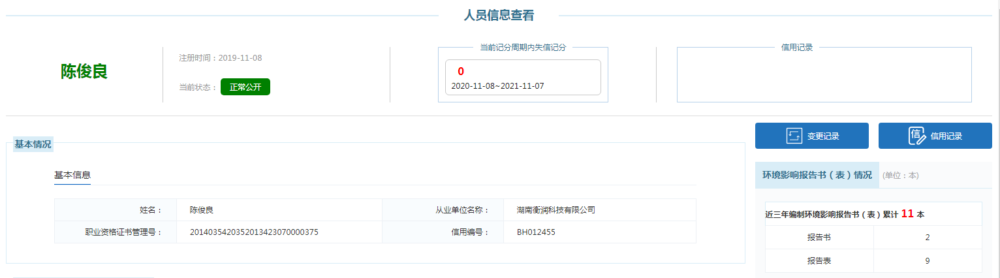 人员信息查看
陈俊良
注册时间：2019-11-08
当前状态：
正常公开
当前记分周期内失信记分
0
2020-11-08~2021-11-07
信用记录
变更记录
信用记录
基本情况
基本信息
姓名：
陈俊良
从业单位名称：
湖南衡润科技有限公司
职业资格证书管理号：
2014035420352013423070000375
信用编号：
BH012455
环境影响报告书（表）情况 (单位：本)
近三年编制环境影响报告书（表）累计 11 本
报告书
2
报告表
9